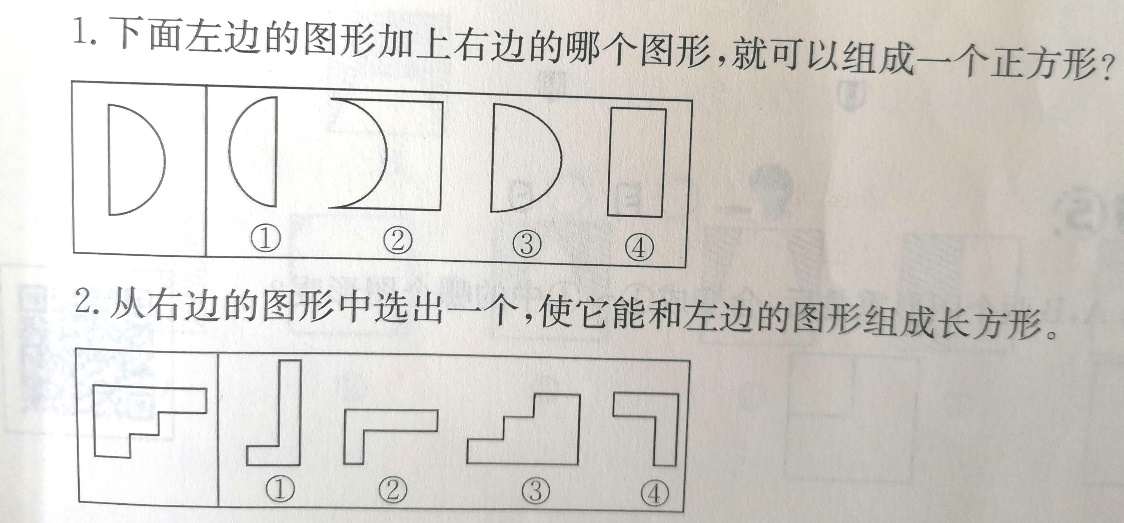 1. 下面左边的图形加上右边的哪个图形,就可以组成一个正方形?
① ② ③ ④
2. 从右边的图形中选出一个,使它能和左边的图形组成长方形。
① ② ③ ④